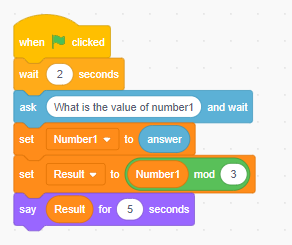 when clicked
wait 2 seconds
ask What is the value of number1 and wait
set Number1 to answer
set Result to Number1 mod 3
say Result for 5 seconds